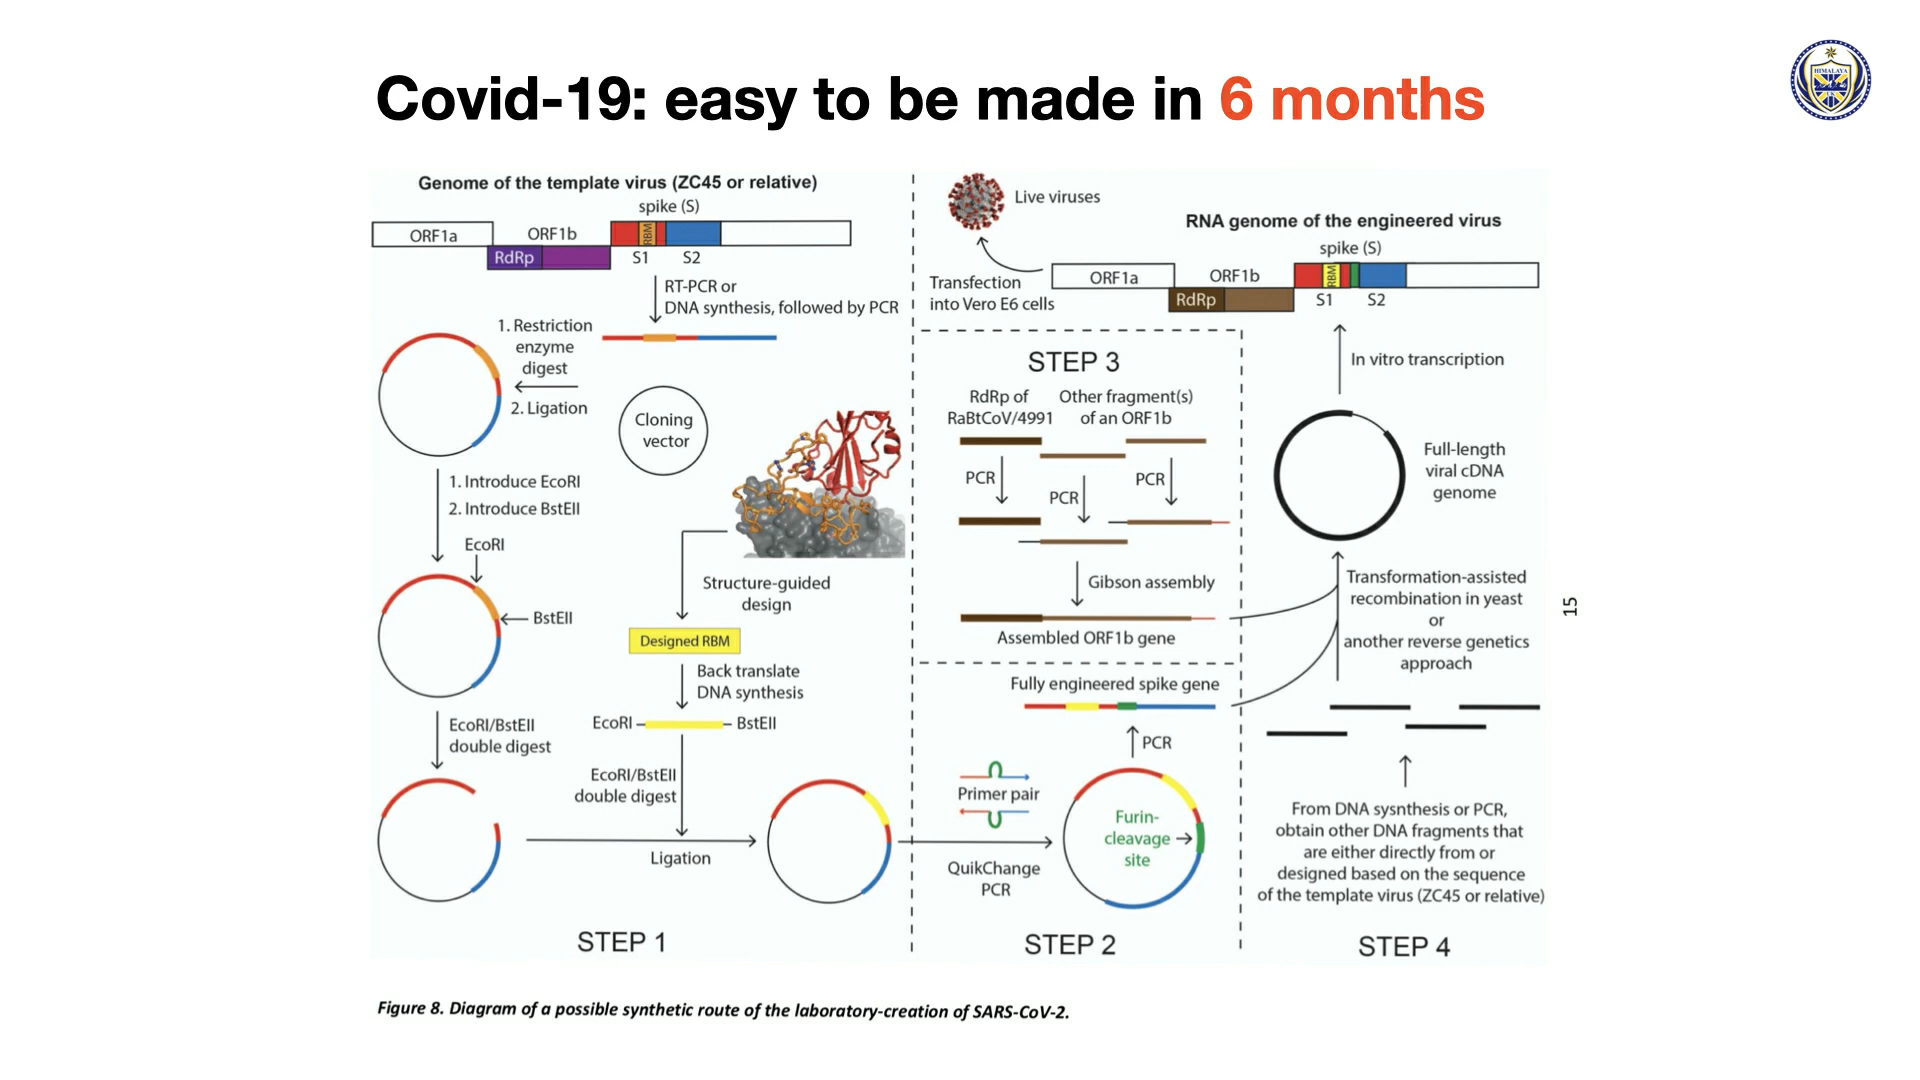 Covid-19: easy to be made in 6 months
HIMALAYA
Genome of the template virus (ZC45 or relative)
spike (S)
ORF1a
ORF1b
RBM
RdRp
S1
S2
RT-PCR or
DNA synthesis, followed by PCR
1. Restriction
enzyme
digest
2. Ligation
Cloning
vector
1. Introduce EcoRI
2. Introduce BstEII
EcoRI
BstEII
Structure-guided
design
Designed RBM
Back translate
DNA synthesis
EcoRI
BstEII
EcoRI/BstEII
double digest
EcoRI/BstEII
double digest
Ligation
STEP 1
Live viruses
Transfection
into Vero E6 cells
RNA genome of the engineered virus
spike (S)
ORF1a
ORF1b
RBM
RdRp
S1
S2
STEP 3
RdRp of
RaBtCoV/4991
Other fragment(s)
of an ORF1b
PCR
PCR
PCR
Gibson assembly
Assembled ORF1b gene
Fully engineered spike gene
PCR
Primer pair
Furin-
cleavage
site
QuikChange
PCR
STEP 2
In vitro transcription
Full-length
viral cDNA
genome
Transformation-assisted
recombination in yeast
or
another reverse genetics
approach
From DNA sysnthesis or PCR,
obtain other DNA fragments that
are either directly from or
designed based on the sequence
of the template virus (ZC45 or relative)
STEP 4
15
Figure 8. Diagram of a possible synthetic route of the laboratory-creation of SARS-CoV-2.